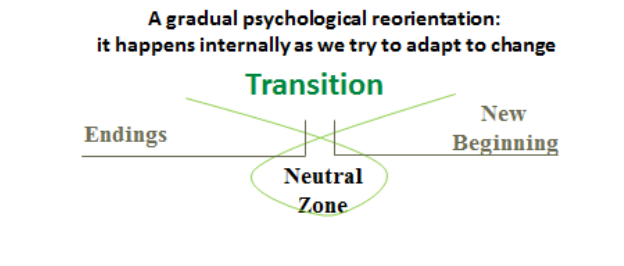 A gradual psychological reorientation:
it happens internally as we try to adapt to change
Transition
Endings
New
Beginning
Neutral
Zone